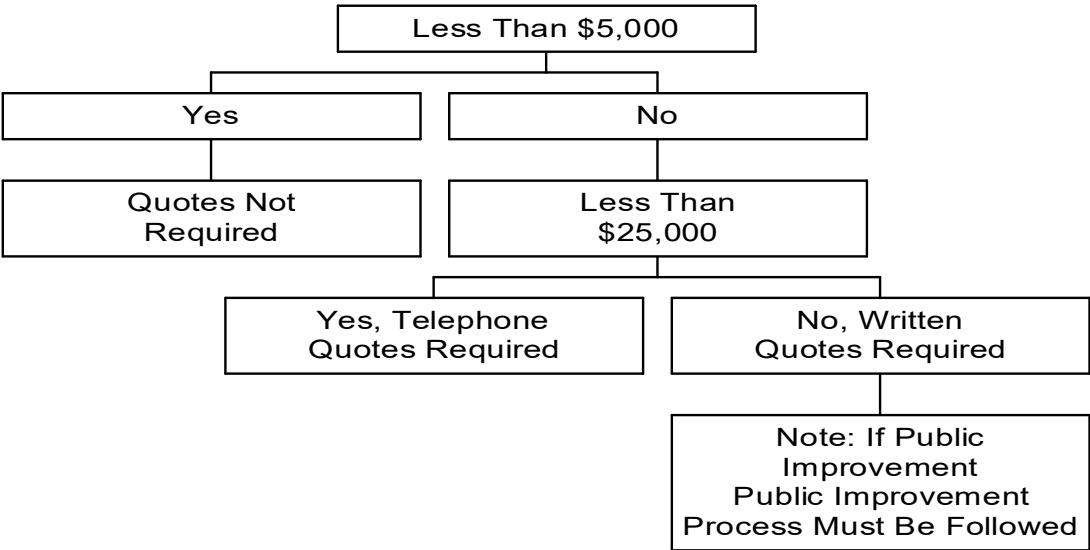 Less Than $5,000
Yes
No
Quotes Not
Required
Less Than
$25,000
Yes, Telephone
Quotes Required
No, Written
Quotes Required
Note: If Public
Improvement
Public Improvement
Process Must Be Followed